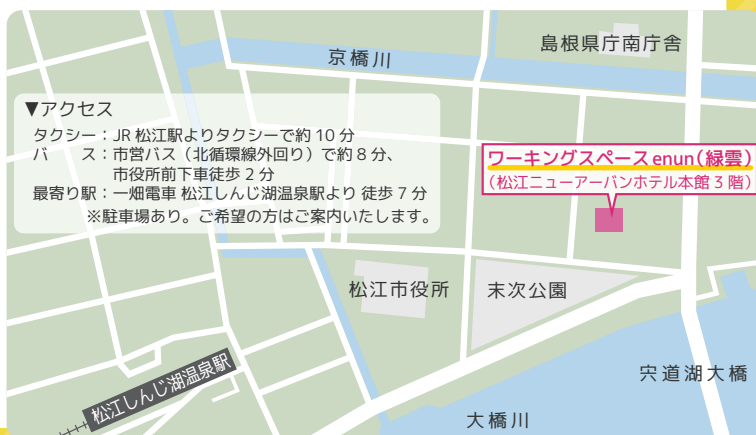 京橋川
島根県庁南庁舎
▼アクセス
タクシー：JR 松江駅よりタクシーで約 10 分
バ　　ス：市営バス（北循環線外回り）で約 8 分、
市役所前下車徒歩 2 分
最寄り駅：一畑電車 松江しんじ湖温泉駅より 徒歩 7 分
※駐車場あり。ご希望の方はご案内いたします。
ワーキングスペース enun（緑雲）
（松江ニューアーバンホテル本館 3 階）
松江市役所
末次公園
松江しんじ湖温泉駅
宍道湖大橋
大橋川